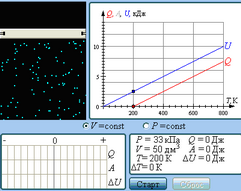 Q, A, U, кДж
10
5
0
U
Q
0 200 400 600 800 T, К
V =const P =const
- 0 +
Q
A
ΔU
P = 33 кПа Q = 0 Дж
V = 50 дм³ A = 0 Дж
T = 200 К ΔU = 0 Дж
ΔT = 0 К
Старт Сброс